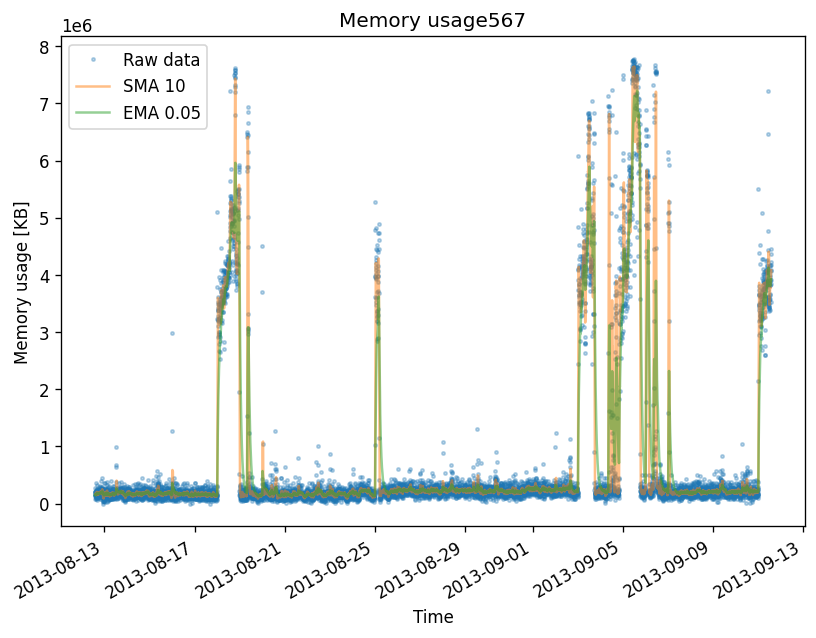 Memory usage567
1e6
Raw data
SMA 10
EMA 0.05
8
7
6
5
4
3
2
1
0
Memory usage [KB]
2013-08-13
2013-08-17
2013-08-21
2013-08-25
2013-08-29
2013-09-01
2013-09-05
2013-09-09
2013-09-13
Time